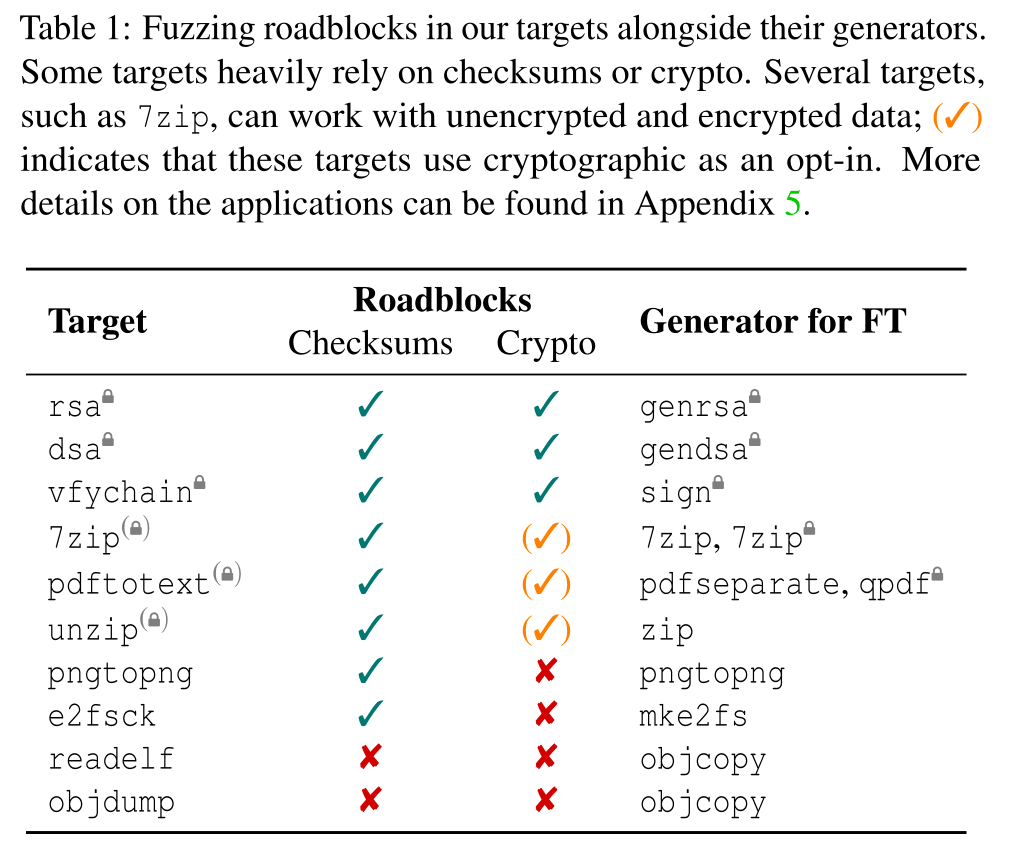 Table 1: Fuzzing roadblocks in our targets alongside their generators.
Some targets heavily rely on checksums or crypto. Several targets,
such as 7zip, can work with unencrypted and encrypted data; (✓)
indicates that these targets use cryptographic as an opt-in. More
details on the applications can be found in Appendix 5.
Target Roadblocks Generator for FT
Checksums Crypto
rsa🔒 ✓ ✓ genrsa🔒
dsa🔒 ✓ ✓ gendsa🔒
vfychain🔒 ✓ ✓ sign🔒
7zip(🔒) ✓ (✓) 7zip, 7zip🔒
pdftotext(🔒) ✓ (✓) pdfseparate, qpdf🔒
unzip(🔒) ✓ (✓) zip
pngtopng ✓ ✘ pngtopng
e2fsck ✓ ✘ mke2fs
readelf ✘ ✘ objcopy
objdump ✘ ✘ objcopy